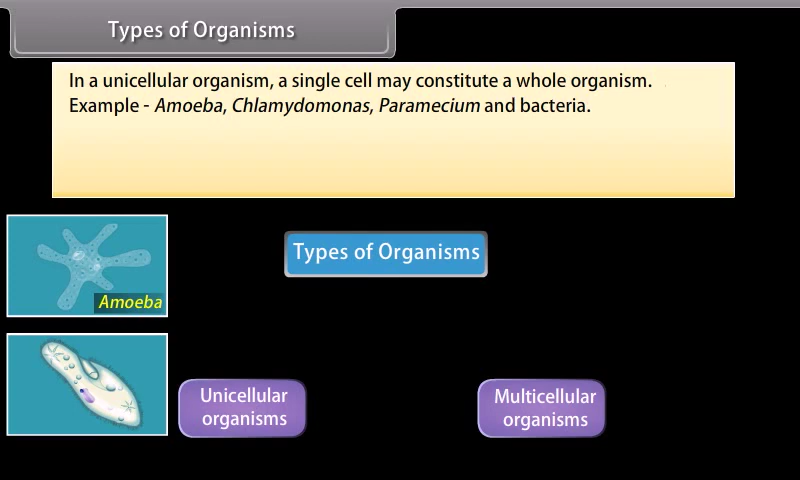 Types of Organisms
In a unicellular organism, a single cell may constitute a whole organism.
Example - Amoeba, Chlamydomonas, Paramecium and bacteria.
Types of Organisms
Amoeba
Unicellular
organisms
Multicellular
organisms